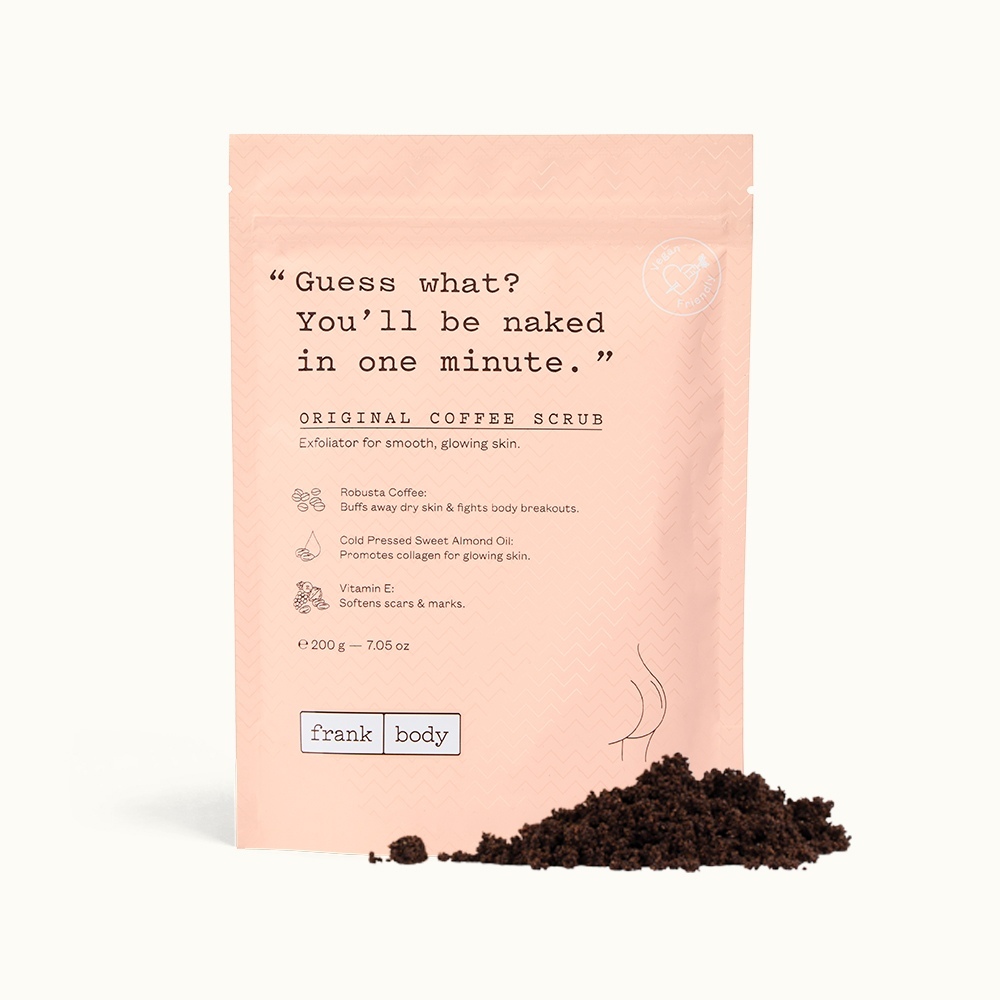 “Guess what?
You’ll be naked
in one minute.”
Vegan
Friendly
ORIGINAL COFFEE SCRUB
Exfoliator for smooth, glowing skin.
Robusta Coffee:
Buffs away dry skin & fights body breakouts.
Cold Pressed Sweet Almond Oil:
Promotes collagen for glowing skin.
Vitamin E:
Softens scars & marks.
℮ 200 g — 7.05 oz
frank body